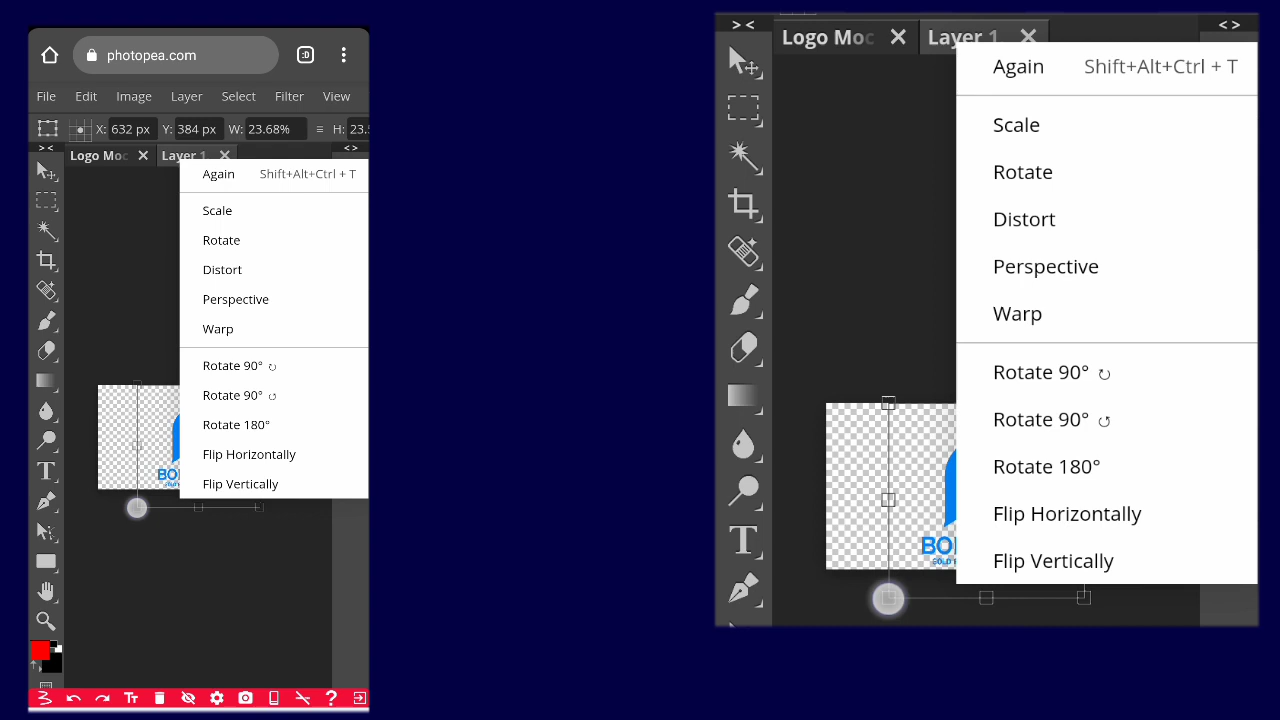 photopea.com
:D
File Edit Image Layer Select Filter View
X: 632 px Y: 384 px W: 23.68% H: 23.
> < Logo Moc Layer 1 < >
Again Shift+Alt+Ctrl + T
Scale
Rotate
Distort
Perspective
Warp
Rotate 90°
Rotate 90°
Rotate 180°
Flip Horizontally
Flip Vertically
BOL
> < < >
Logo Moc Layer 1
Again Shift+Alt+Ctrl + T
Scale
Rotate
Distort
Perspective
Warp
Rotate 90°
Rotate 90°
Rotate 180°
Flip Horizontally
Flip Vertically